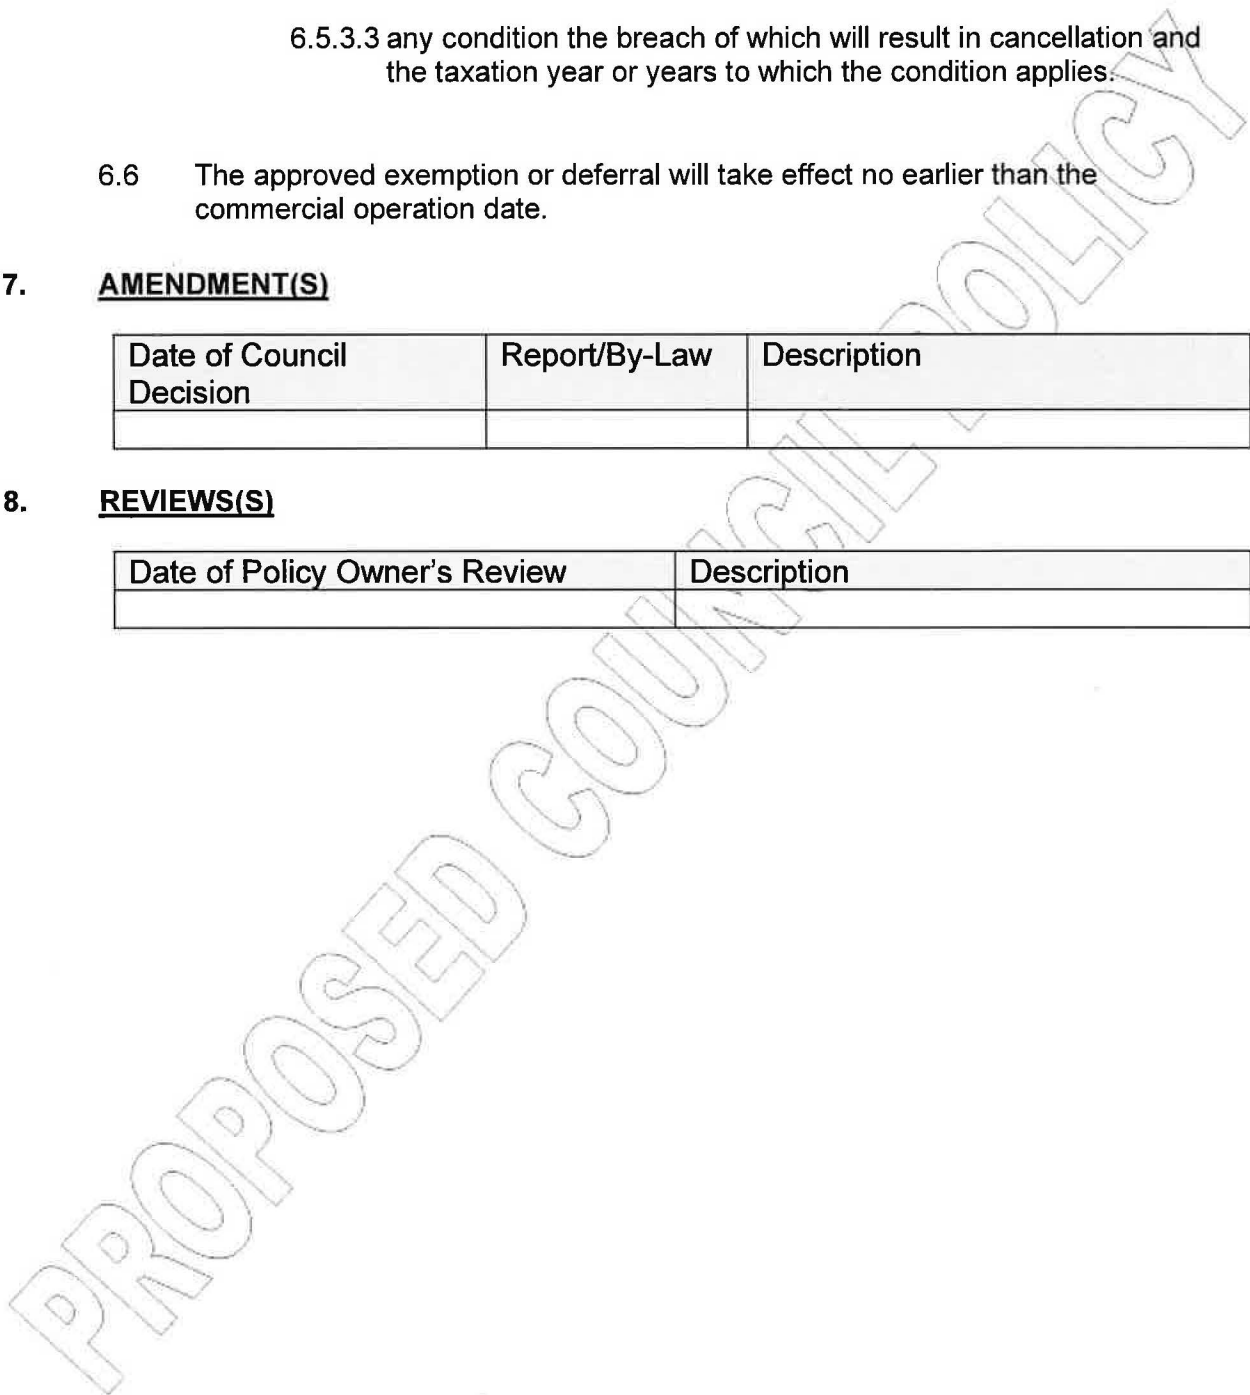 6.5.3.3 any condition the breach of which will result in cancellation and
the taxation year or years to which the condition applies.
6.6 The approved exemption or deferral will take effect no earlier than the
commercial operation date.
7. AMENDMENT(S)
Date of Council Report/By-Law Description
Decision
8. REVIEWS(S)
Date of Policy Owner's Review Description
PROPOSED COUNCIL POLICY